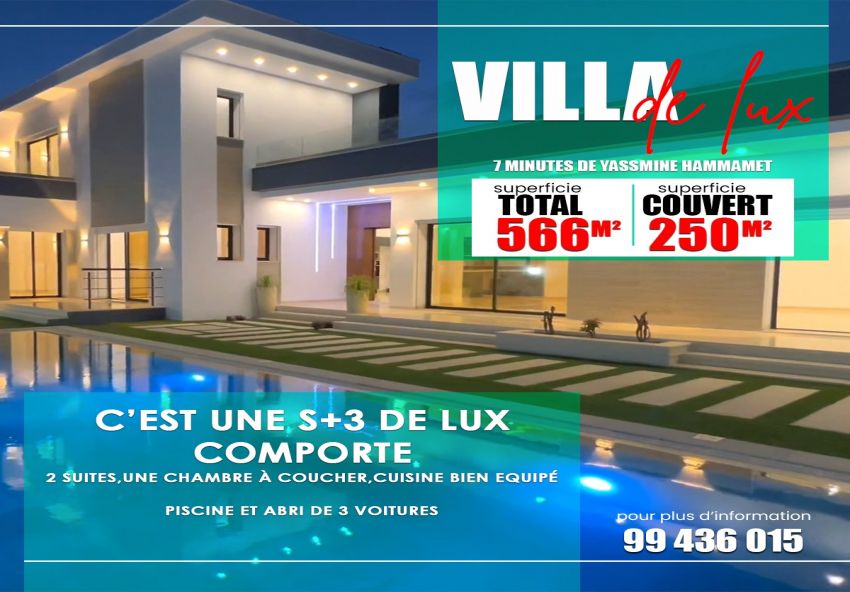 VILLA de lux
7 MINUTES DE YASSMINE HAMMAMET
superficie
TOTAL
566M²
superficie
COUVERT
250M²
C'EST UNE S+3 DE LUX
COMPORTE
2 SUITES,UNE CHAMBRE À COUCHER,CUISINE BIEN EQUIPÉ
PISCINE ET ABRI DE 3 VOITURES
pour plus d'information
99 436 015